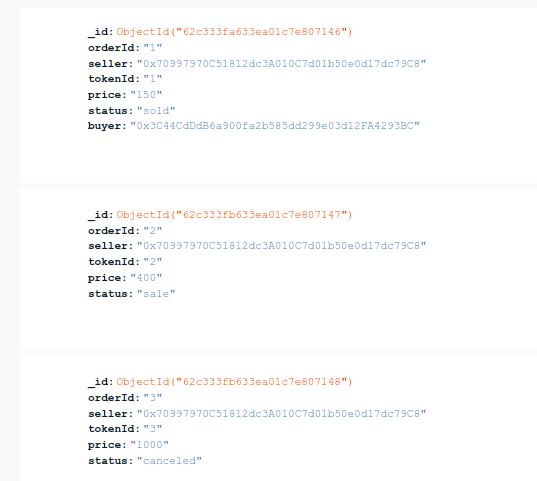 _id: ObjectId("62c333fa633ea01c7e807146")
orderId: "1"
seller: "0x70997970C51812dc3A010C7d01b50e0d17dc79C8"
tokenId: "1"
price: "150"
status: "sold"
buyer: "0x3C44CdDdB6a900fa2b585dd299e03d12FA4293BC"
_id: ObjectId("62c333fb633ea01c7e807147")
orderId: "2"
seller: "0x70997970C51812dc3A010C7d01b50e0d17dc79C8"
tokenId: "2"
price: "400"
status: "sale"
_id: ObjectId("62c333fb633ea01c7e807148")
orderId: "3"
seller: "0x70997970C51812dc3A010C7d01b50e0d17dc79C8"
tokenId: "3"
price: "1000"
status: "canceled"